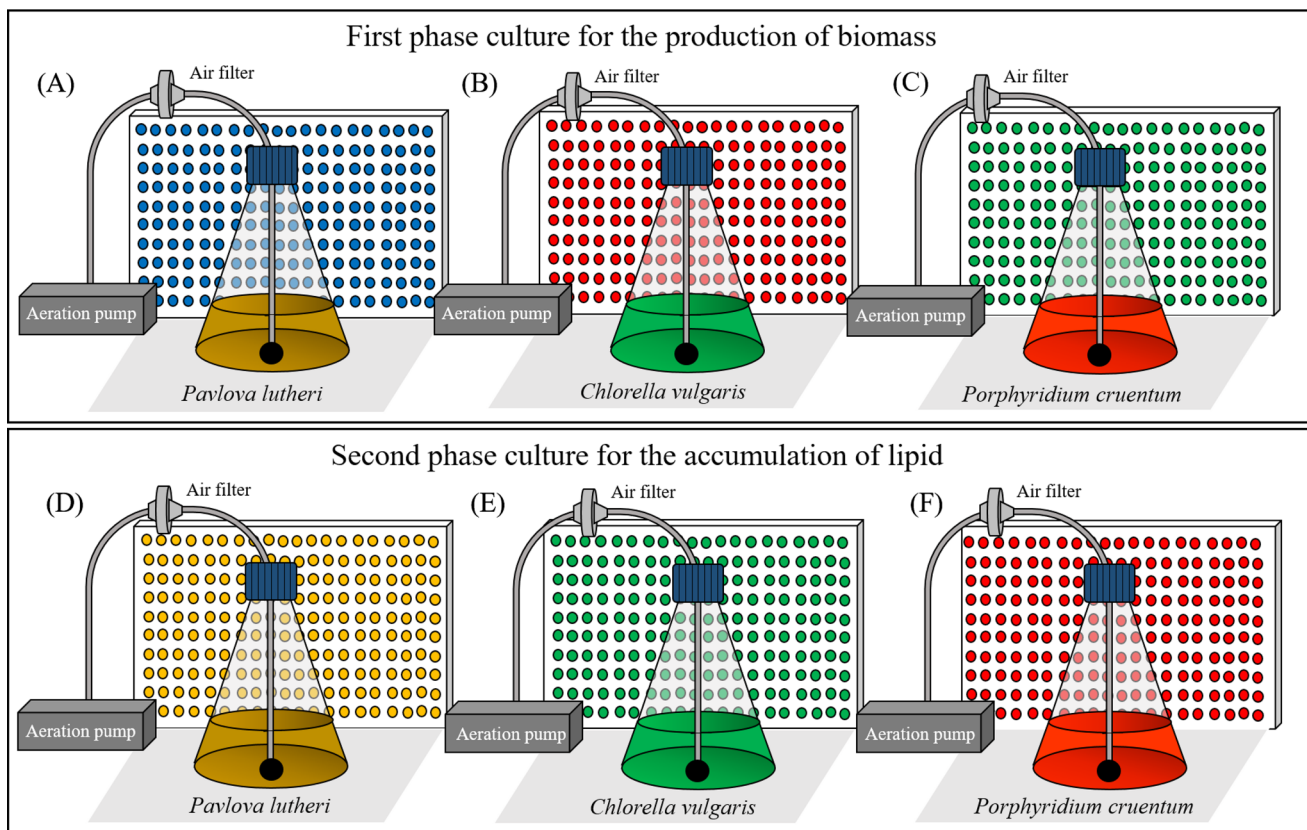 First phase culture for the production of biomass
(A)
Air filter
Aeration pump
Pavlova lutheri
(B)
Air filter
Aeration pump
Chlorella vulgaris
(C)
Air filter
Aeration pump
Porphyridium cruentum
Second phase culture for the accumulation of lipid
(D)
Air filter
Aeration pump
Pavlova lutheri
(E)
Air filter
Aeration pump
Chlorella vulgaris
(F)
Air filter
Aeration pump
Porphyridium cruentum